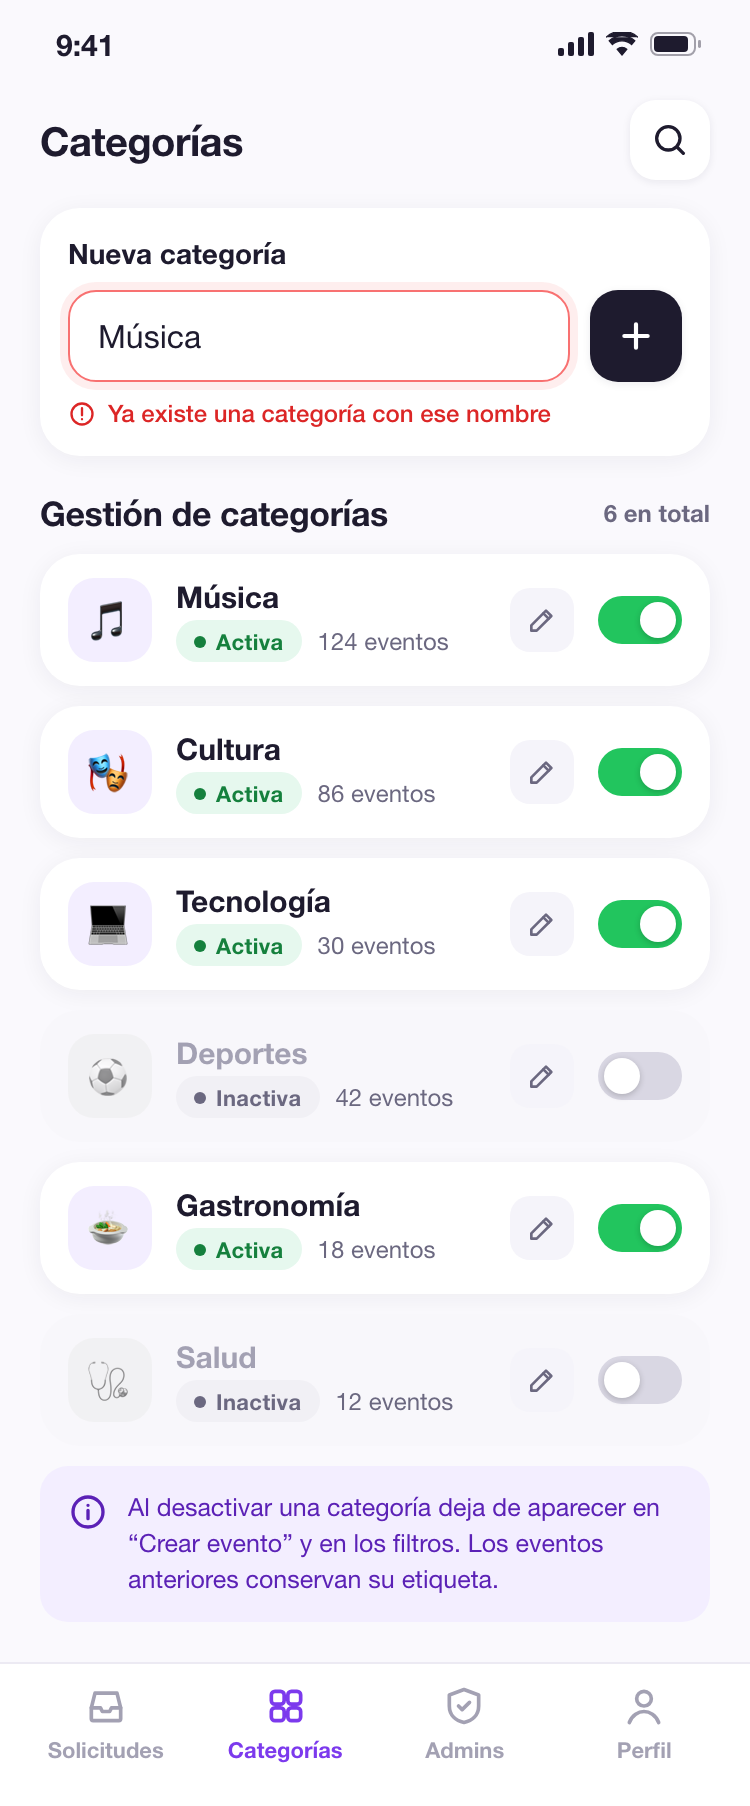 9:41
Categorías
Nueva categoría
Música
Ya existe una categoría con ese nombre
Gestión de categorías
6 en total
Música
Activa
124 eventos
Cultura
Activa
86 eventos
Tecnología
Activa
30 eventos
Deportes
Inactiva
42 eventos
Gastronomía
Activa
18 eventos
Salud
Inactiva
12 eventos
Al desactivar una categoría deja de aparecer en
“Crear evento” y en los filtros. Los eventos
anteriores conservan su etiqueta.
Solicitudes
Categorías
Admins
Perfil